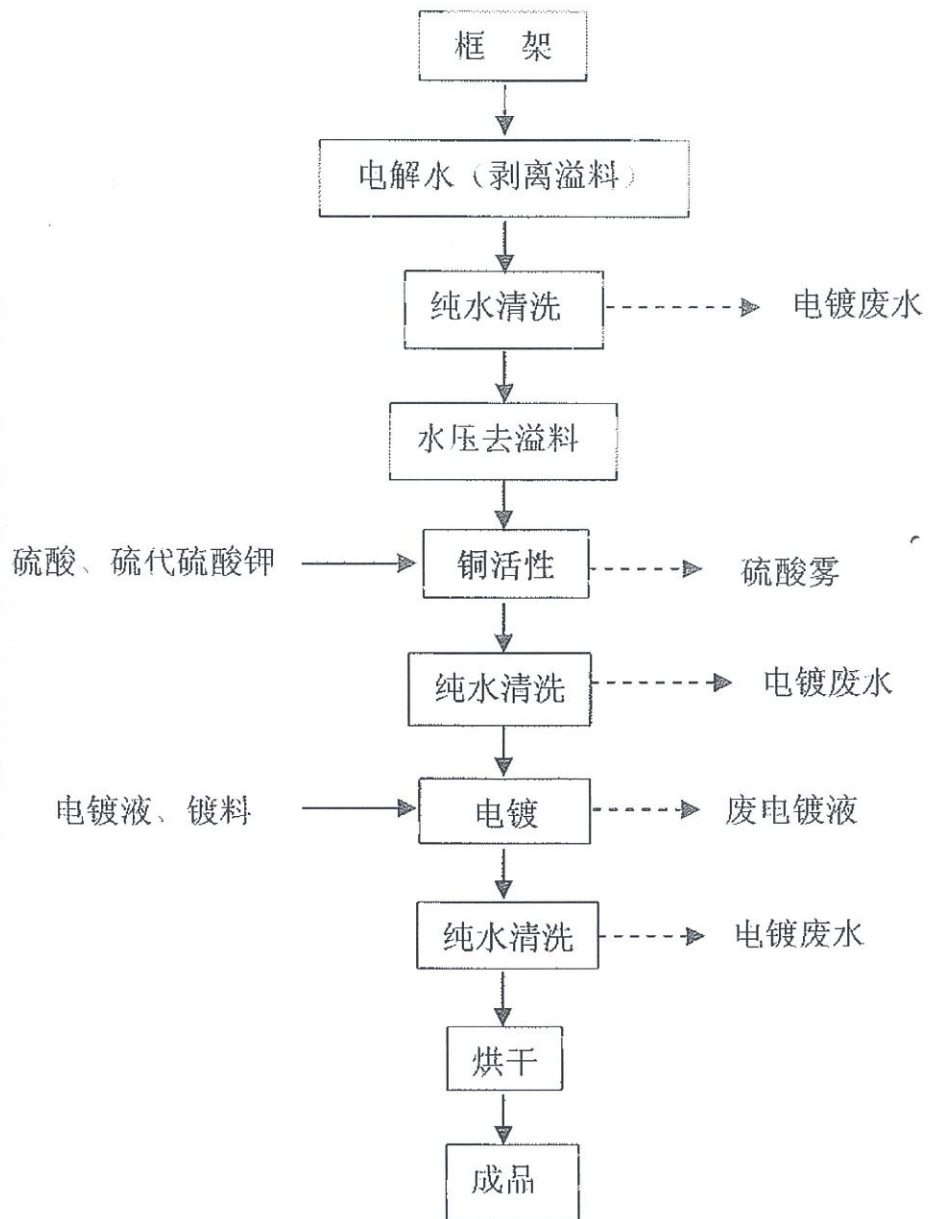 框 架
电解水（剥离溢料）
纯水清洗
电镀废水
水压去溢料
硫酸、硫代硫酸钾
铜活性
硫酸雾
纯水清洗
电镀废水
电镀液、镀料
电镀
废电镀液
纯水清洗
电镀废水
烘干
成品